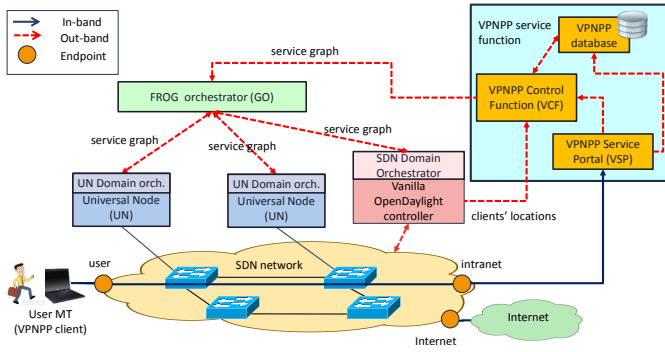 In-band
Out-band
Endpoint
service graph
VPNPP service
function
VPNPP
database
FROG orchestrator (GO)
VPNPP Control
Function (VCF)
service graph
service graph
service graph
VPNPP Service
Portal (VSP)
UN Domain orch.
Universal Node
(UN)
UN Domain orch.
Universal Node
(UN)
SDN Domain
Orchestrator
Vanilla
OpenDaylight
controller
clients' locations
user
SDN network
intranet
User MT
(VPNPP client)
Internet
Internet